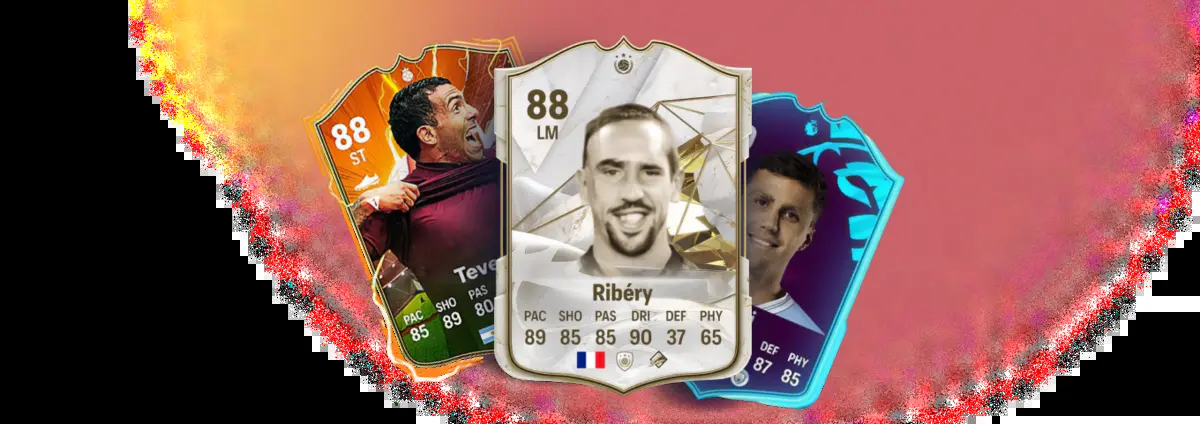 88
ST
Teve
PAC SHO PAS
85 89 80
88
LM
Ribéry
PAC SHO PAS DRI DEF PHY
89 85 85 90 37 65
DEF PHY
87 85